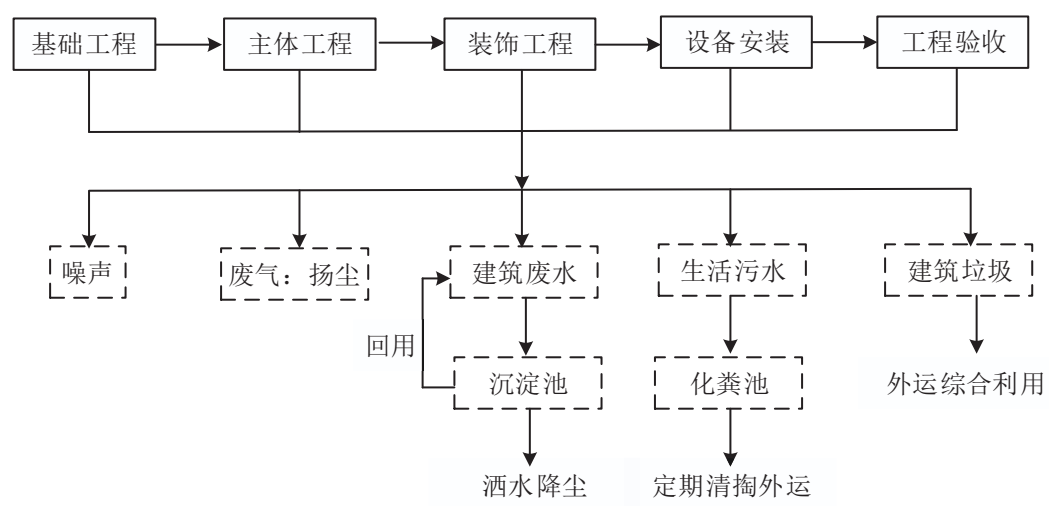 基础工程
主体工程
装饰工程
设备安装
工程验收
噪声
废气：扬尘
建筑废水
生活污水
建筑垃圾
回用
沉淀池
化粪池
外运综合利用
洒水降尘
定期清掏外运